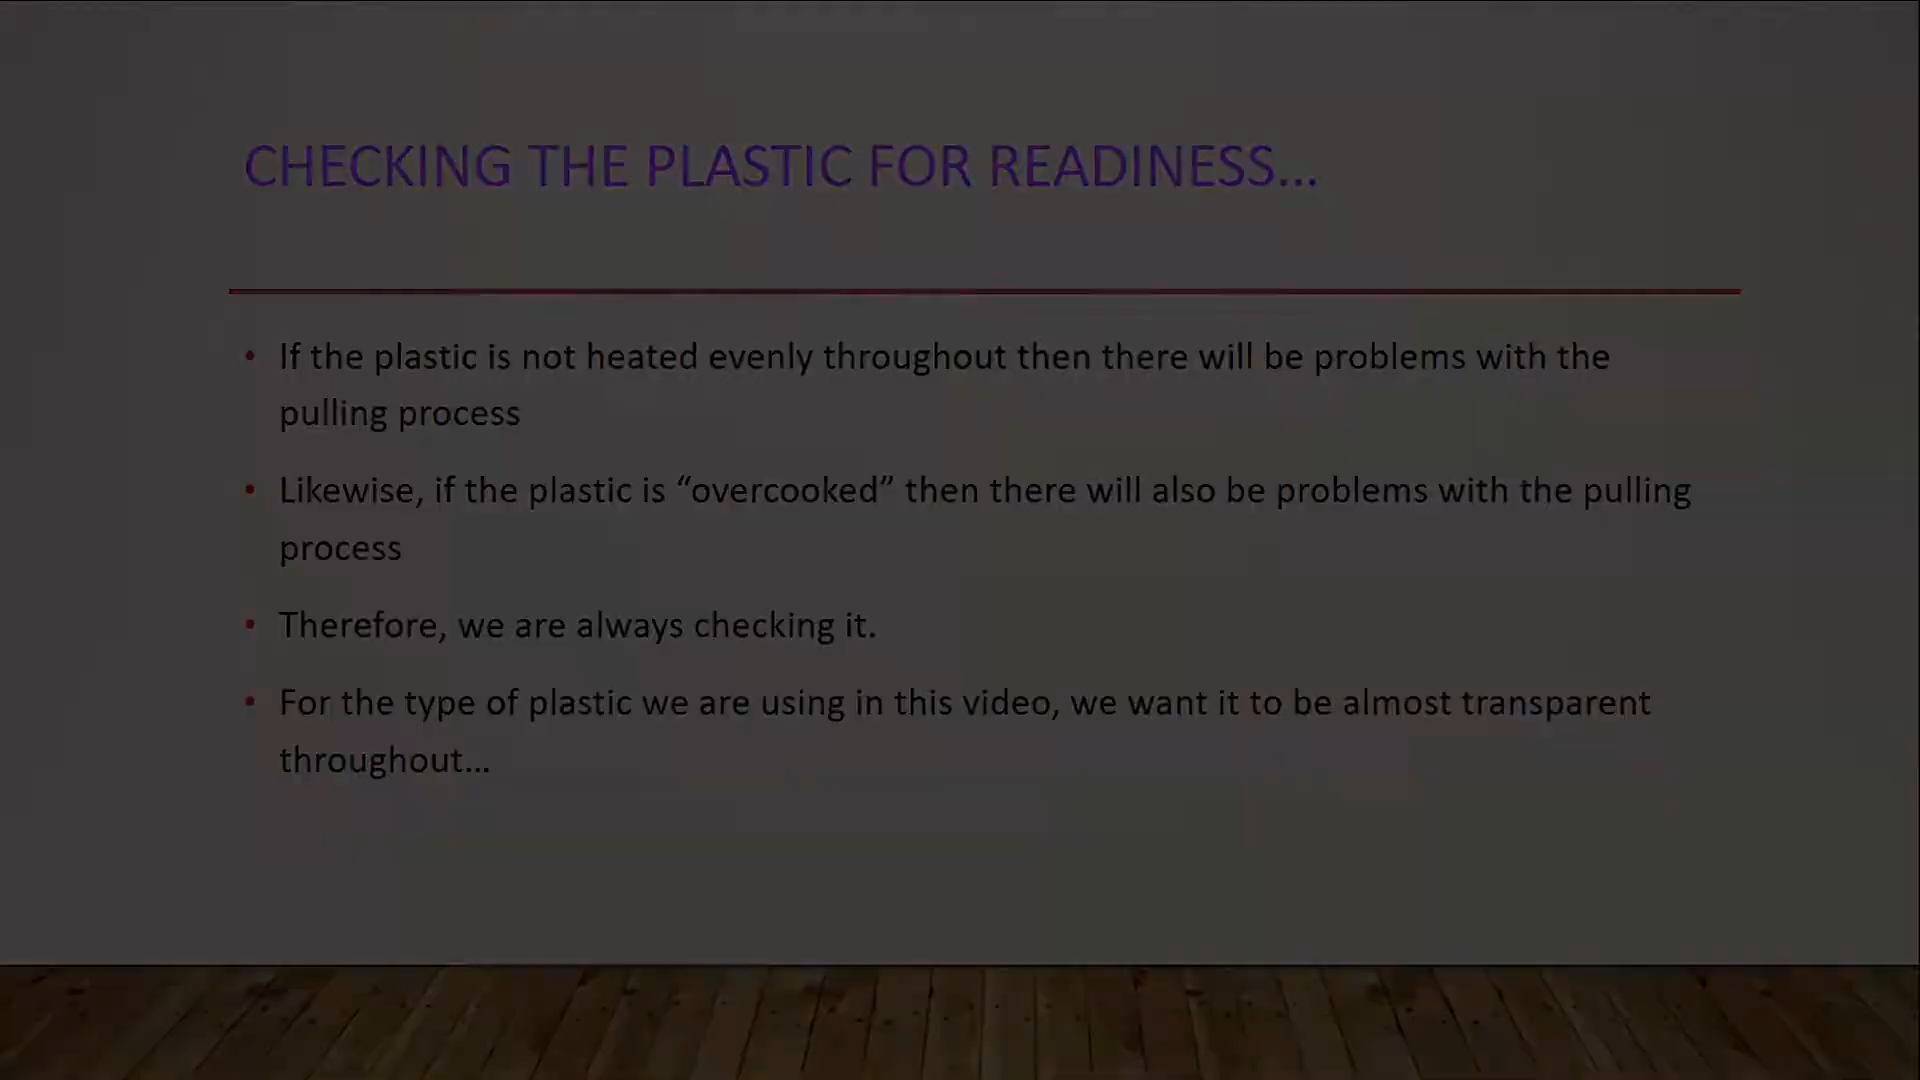 CHECKING THE PLASTIC FOR READINESS...
• If the plastic is not heated evenly throughout then there will be problems with the
pulling process
• Likewise, if the plastic is “overcooked” then there will also be problems with the pulling
process
• Therefore, we are always checking it.
• For the type of plastic we are using in this video, we want it to be almost transparent
throughout...